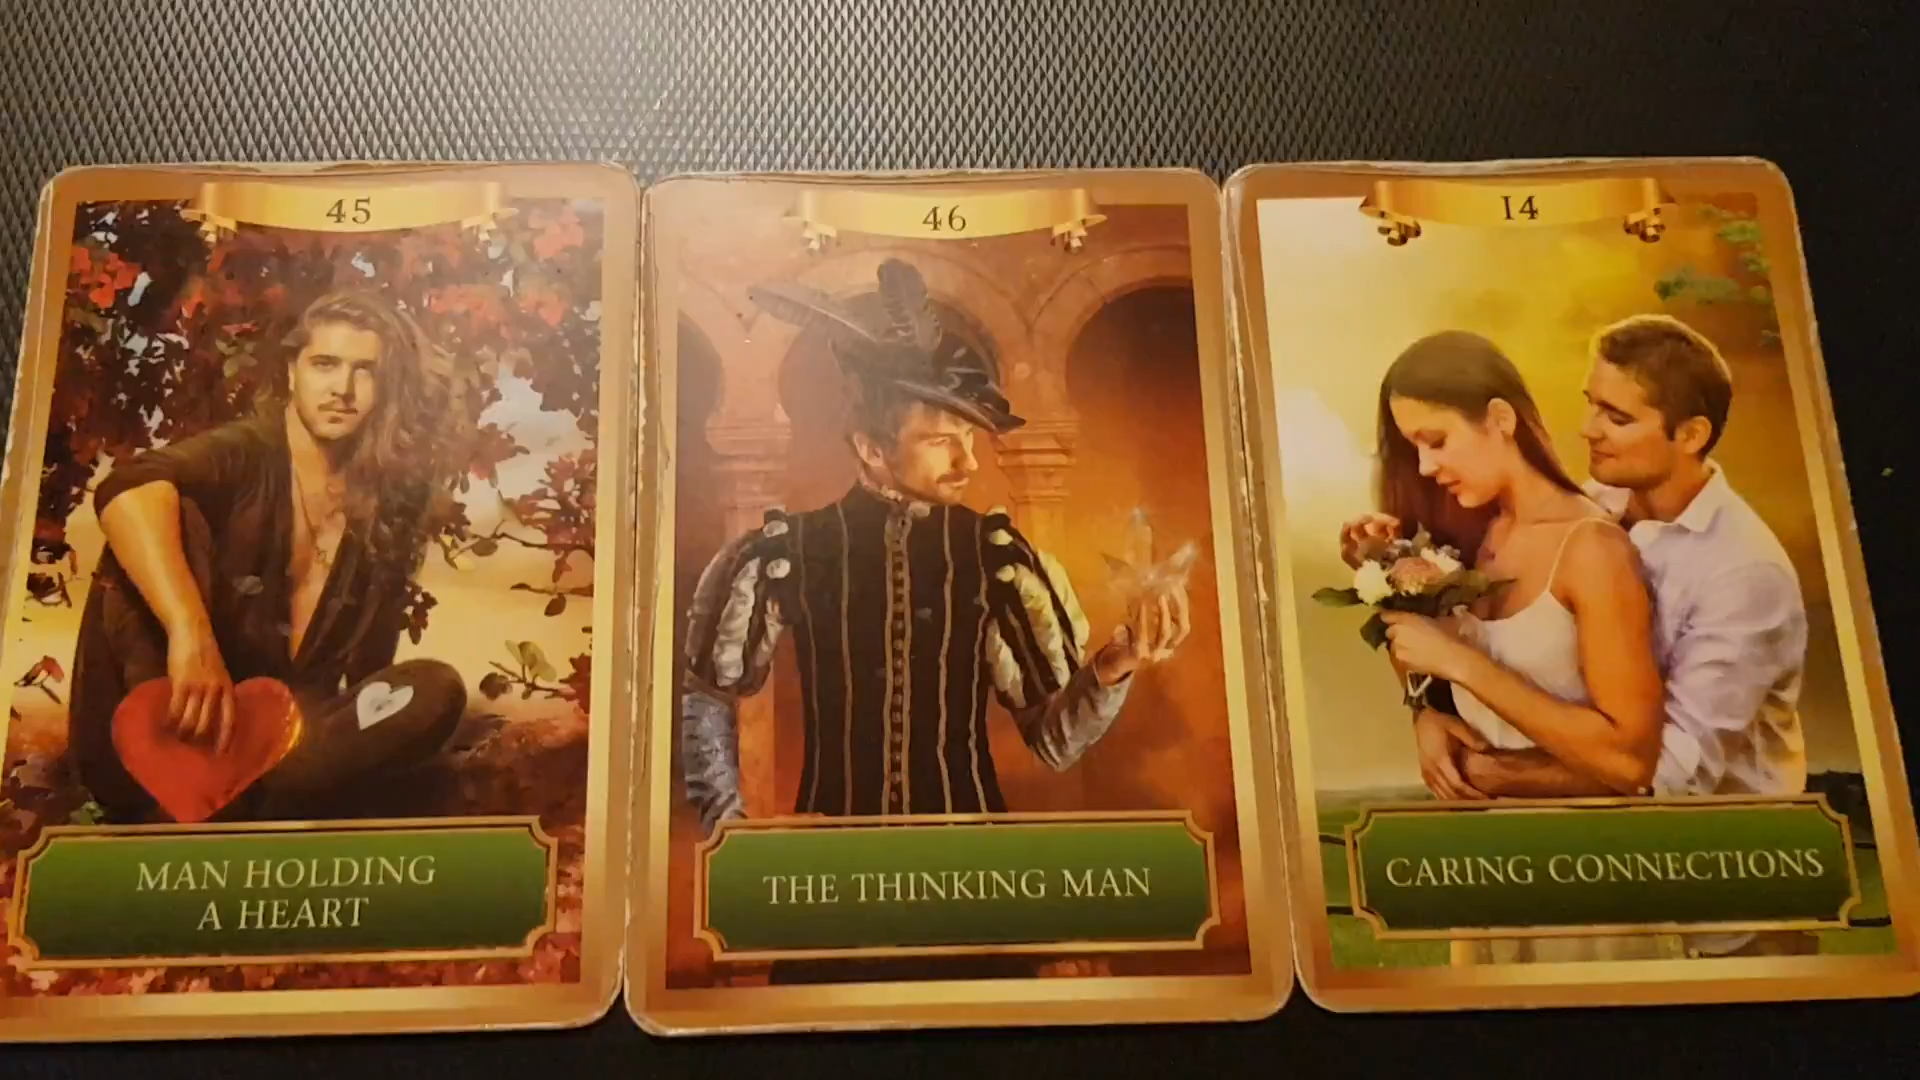 45
MAN HOLDING
A HEART
46
THE THINKING MAN
14
CARING CONNECTIONS